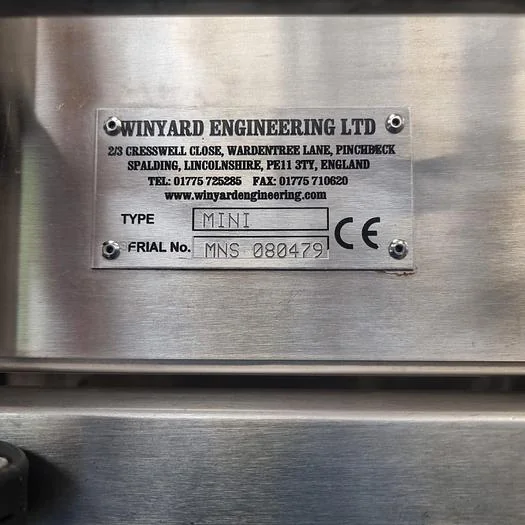 WINYARD ENGINEERING LTD
2/3 CRESSWELL CLOSE, WARDENTREE LANE, PINCHBECK
SPALDING, LINCOLNSHIRE, PE11 3TY, ENGLAND
TEL: 01775 725285 FAX: 01775 710620
www.winyardengineering.com
TYPE MINI
SERIAL No. MNS 080479
CE